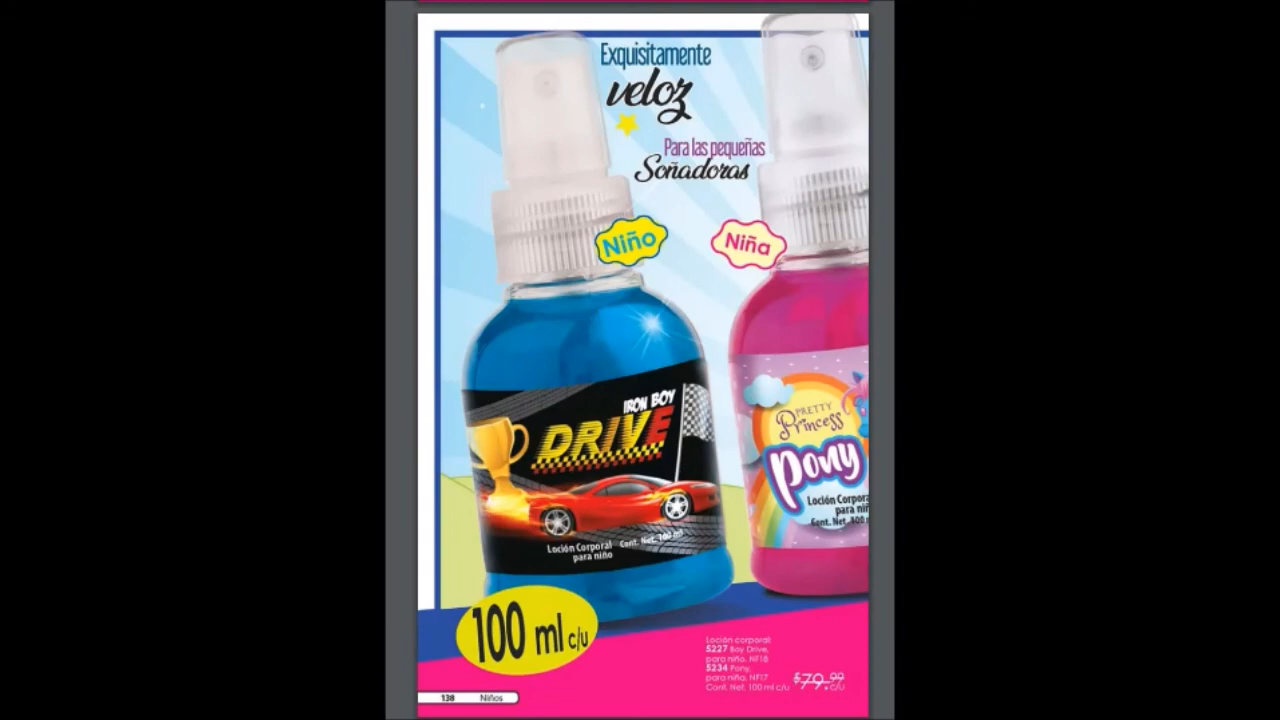 Exquisitamente
veloz
Para las pequeñas
Soñadoras
Niño
Niña
IRON BOY
DRIVE
Loción Corporal Cont. Net. 100 ml
para niño
PRETTY
Princess
Pony
Loción Corpora
para niñ
Cont. Net. 100 m
100 ml c/u
Loción corporal:
5227 Boy Drive,
para niño. NF18
5234 Pony,
para niña. NF17
Cont. Net. 100 ml c/u
$79.99
c/u
138 Niños